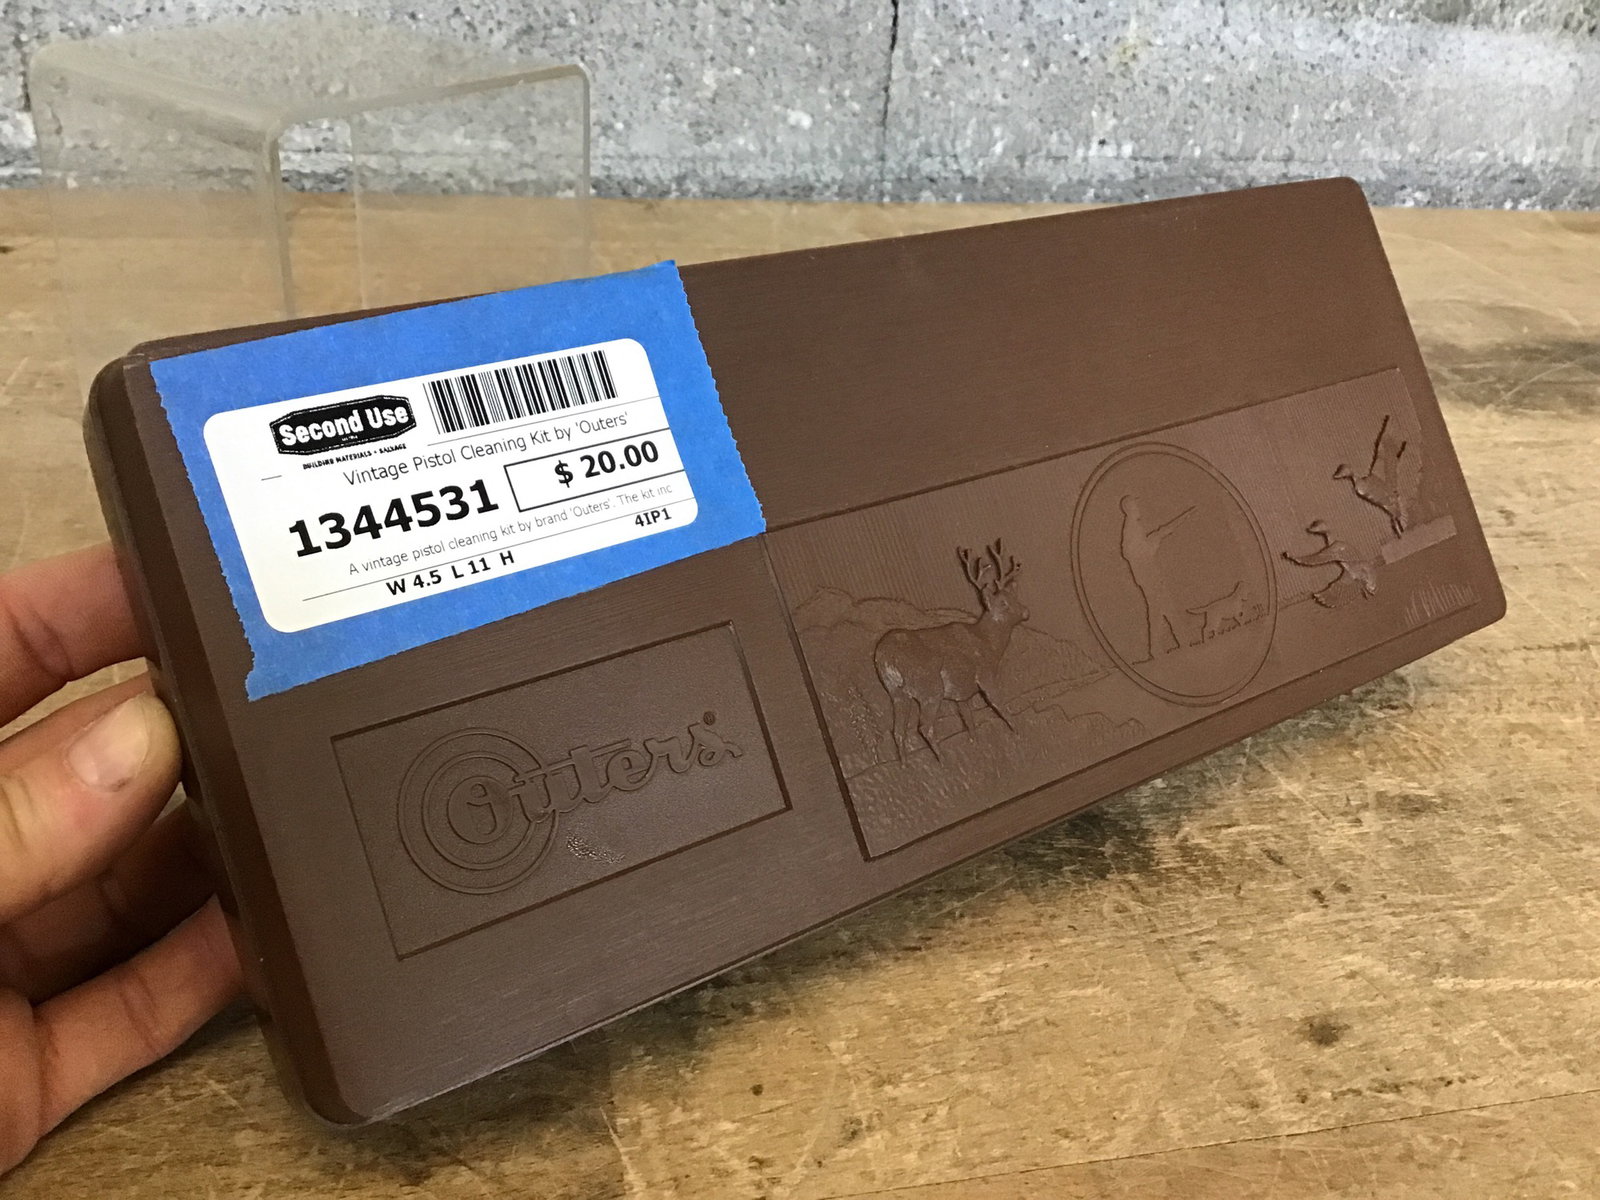 Second Use
BUILDING MATERIALS • SALVAGE
Vintage Pistol Cleaning Kit by 'Outers'
1344531
$ 20.00
A vintage pistol cleaning kit by brand 'Outers'. The kit inc
4IP1
W 4.5 L 11 H
Outers®